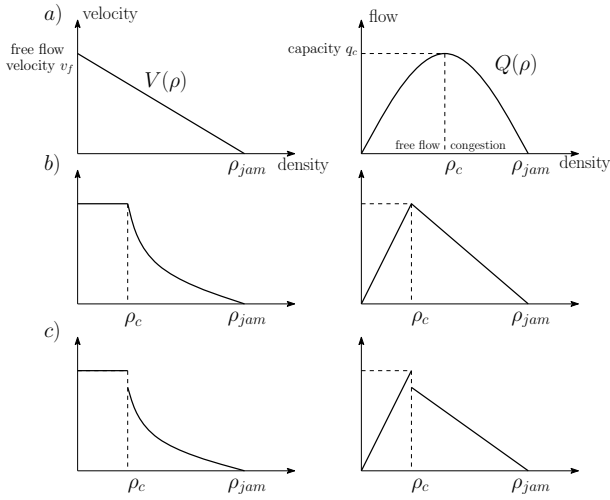 a)
velocity
flow
free flow
velocity v_f
V(ρ)
capacity q_c
Q(ρ)
free flow
congestion
ρ_jam
density
ρ_c
ρ_jam
density
b)
ρ_c
ρ_jam
ρ_c
ρ_jam
c)
ρ_c
ρ_jam
ρ_c
ρ_jam